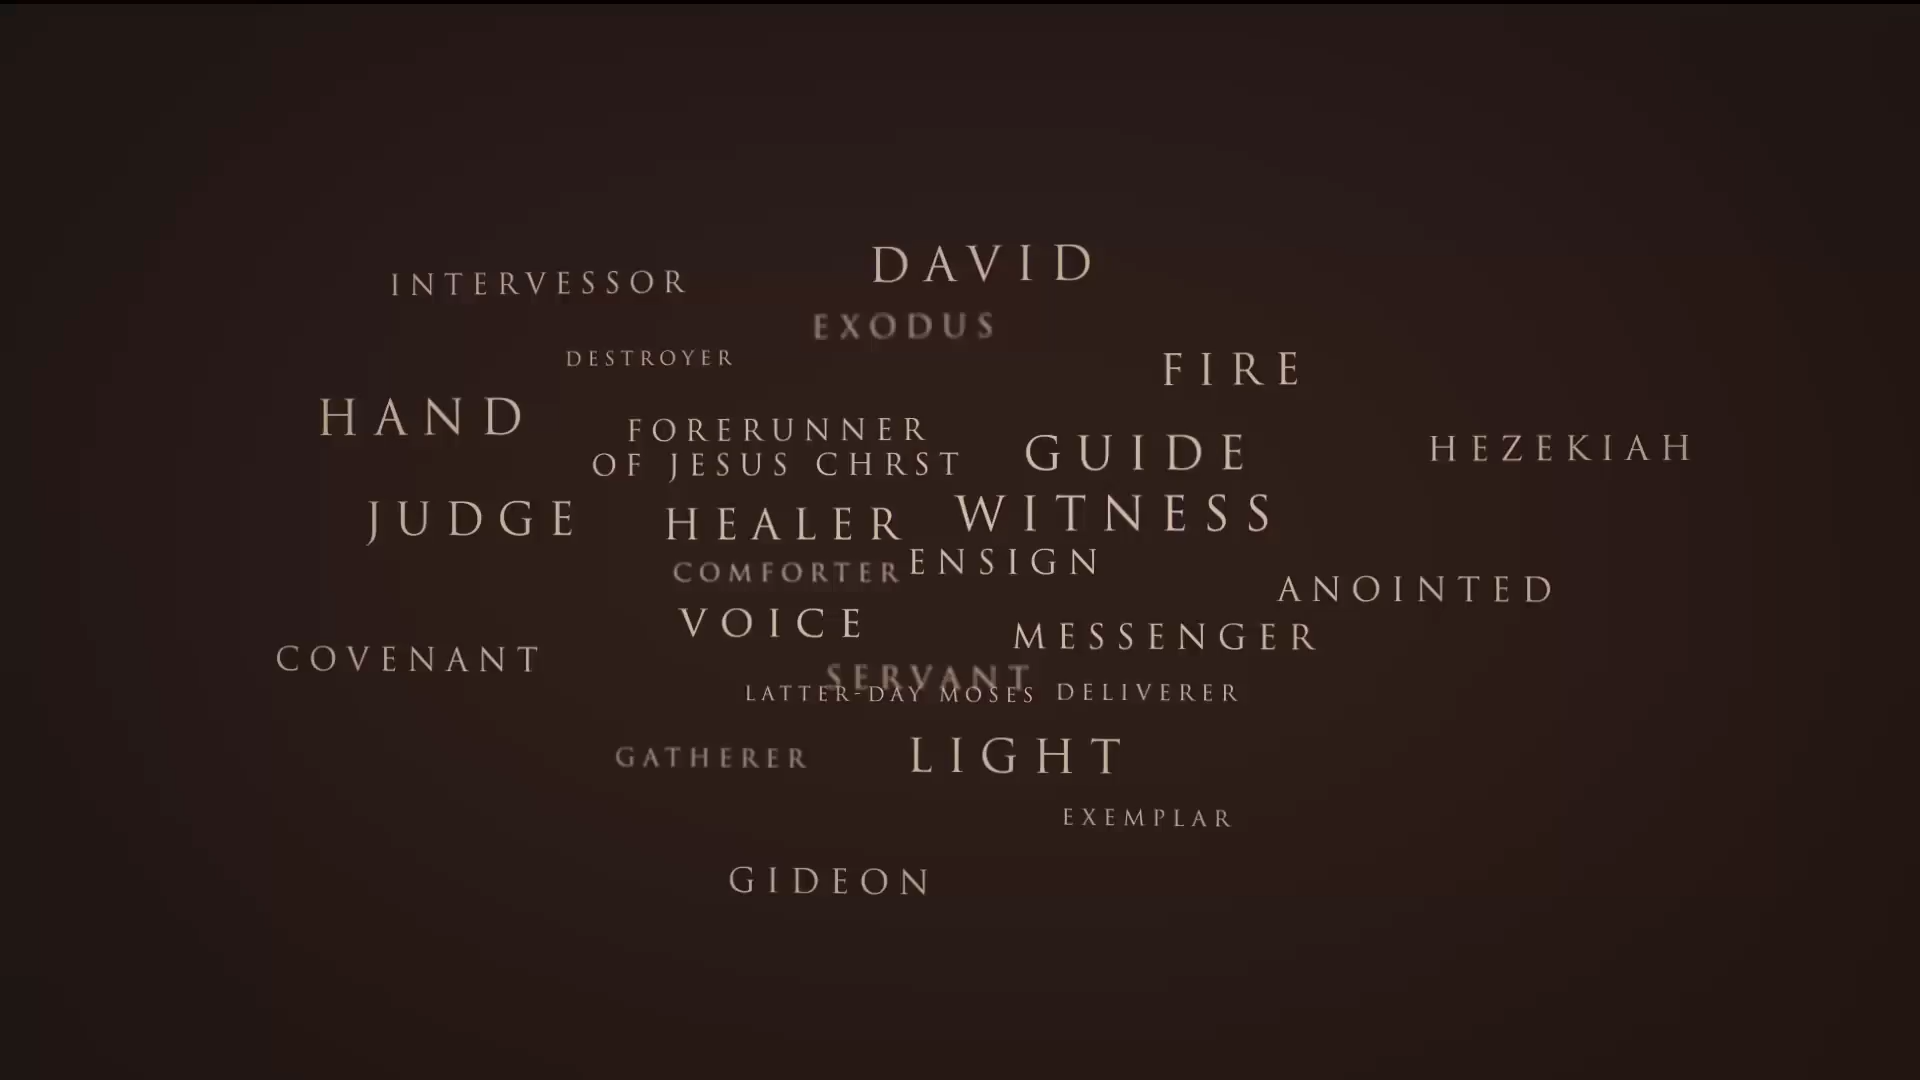 DAVID
INTERVESSOR
EXODUS
DESTROYER
FIRE
HAND
FORERUNNER
OF JESUS CHRST
GUIDE
HEZEKIAH
JUDGE
HEALER
WITNESS
COMFORTER
ENSIGN
ANOINTED
VOICE
MESSENGER
COVENANT
SERVANT
LATTER-DAY MOSES
DELIVERER
GATHERER
LIGHT
EXEMPLAR
GIDEON